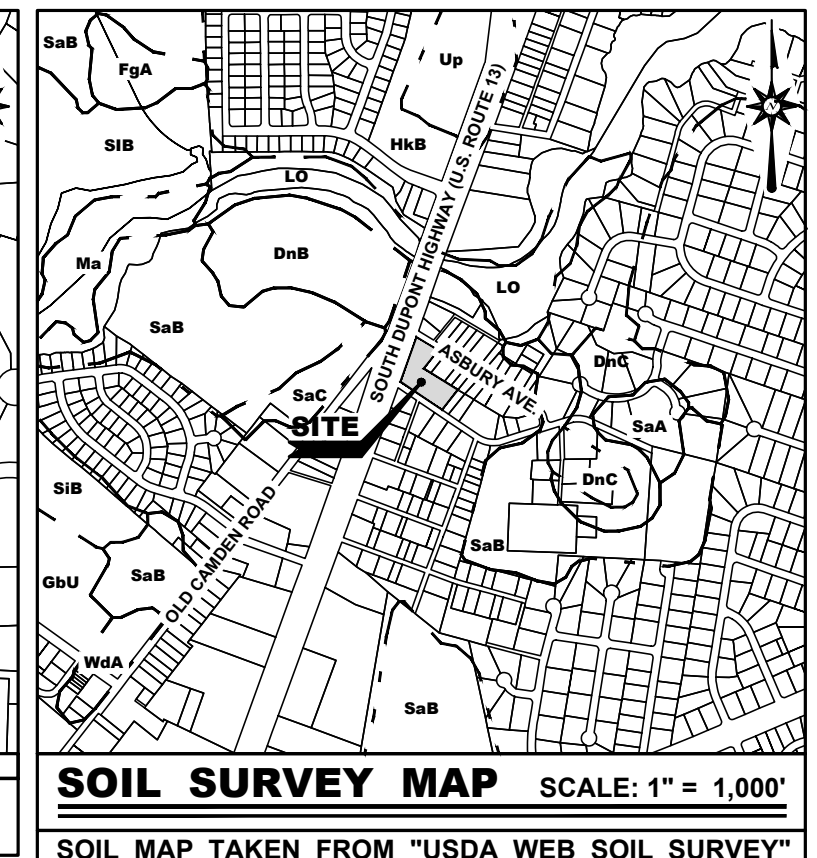 SaB
FgA
Up
SIB
HkB
LO
Ma
DnB
SOUTH DUPONT HIGHWAY (U.S. ROUTE 13)
LO
SaB
ASBURY AVE.
DnC
SaC
SaA
SITE
DnC
SiB
SaB
OLD CAMDEN ROAD
GbU
SaB
WdA
SaB
N
SOIL SURVEY MAP SCALE: 1" = 1,000'
SOIL MAP TAKEN FROM "USDA WEB SOIL SURVEY"